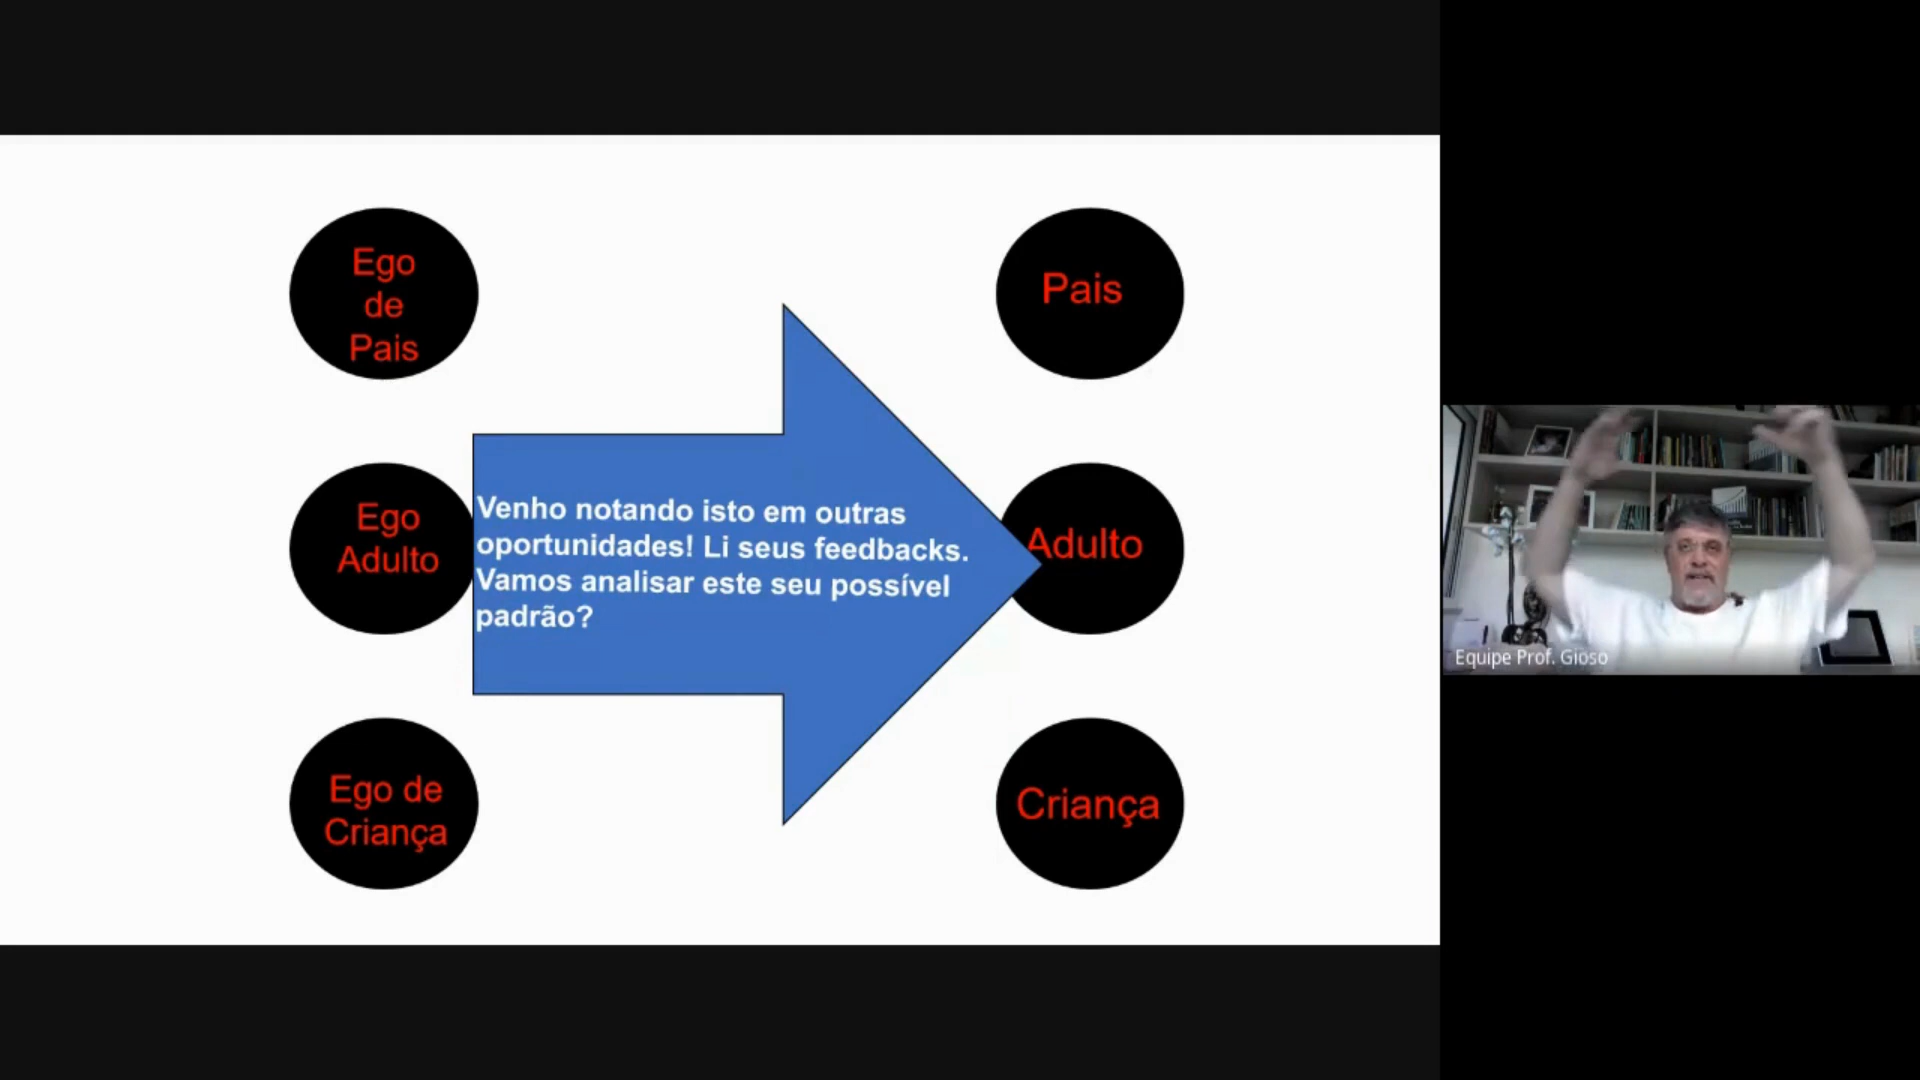 Ego
de
Pais
Pais
Ego
Adulto
Venho notando isto em outras
oportunidades! Li seus feedbacks.
Vamos analisar este seu possível
padrão?
Adulto
Ego de
Criança
Criança
Equipe Prof. Gioso